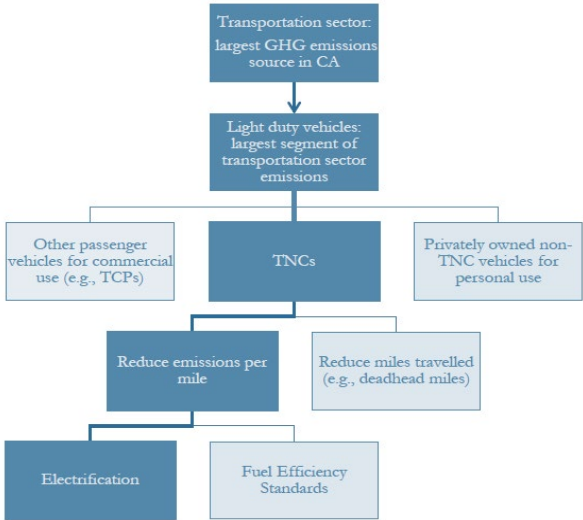 Transportation sector:
largest GHG emissions
source in CA
Light duty vehicles:
largest segment of
transportation sector
emissions
Other passenger
vehicles for commercial
use (e.g., TCPs)
TNCs
Privately owned non-
TNC vehicles for
personal use
Reduce emissions per
mile
Reduce miles travelled
(e.g., deadhead miles)
Electrification
Fuel Efficiency
Standards